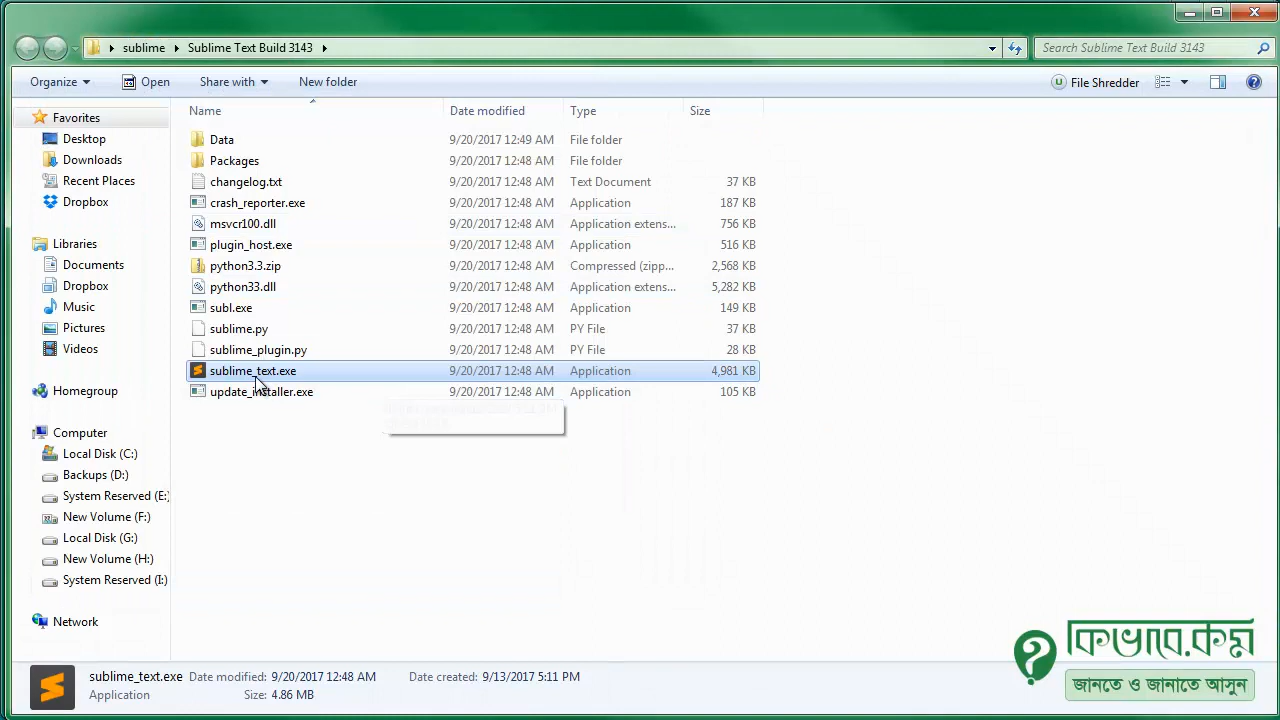 sublime Sublime Text Build 3143 Search Sublime Text Build 3143
Organize Open Share with New folder File Shredder
Name Date modified Type Size
Favorites
Desktop
Downloads
Recent Places
Dropbox
Libraries
Documents
Dropbox
Music
Pictures
Videos
Homegroup
Computer
Local Disk (C:)
Backups (D:)
System Reserved (E:
New Volume (F:)
Local Disk (G:)
New Volume (H:)
System Reserved (I:)
Network
Data 9/20/2017 12:49 AM File folder
Packages 9/20/2017 12:48 AM File folder
changelog.txt 9/20/2017 12:48 AM Text Document 37 KB
crash_reporter.exe 9/20/2017 12:48 AM Application 187 KB
msvcr100.dll 9/20/2017 12:48 AM Application extens... 756 KB
plugin_host.exe 9/20/2017 12:48 AM Application 516 KB
python3.3.zip 9/20/2017 12:48 AM Compressed (zipp... 2,568 KB
python33.dll 9/20/2017 12:48 AM Application extens... 5,282 KB
subl.exe 9/20/2017 12:48 AM Application 149 KB
sublime.py 9/20/2017 12:48 AM PY File 37 KB
sublime_plugin.py 9/20/2017 12:48 AM PY File 28 KB
sublime_text.exe 9/20/2017 12:48 AM Application 4,981 KB
update_installer.exe 9/20/2017 12:48 AM Application 105 KB
sublime_text.exe Date modified: 9/20/2017 12:48 AM Date created: 9/13/2017 5:11 PM
Application Size: 4.86 MB
কিভাবে.কম
জানতে ও জানাতে আসুন